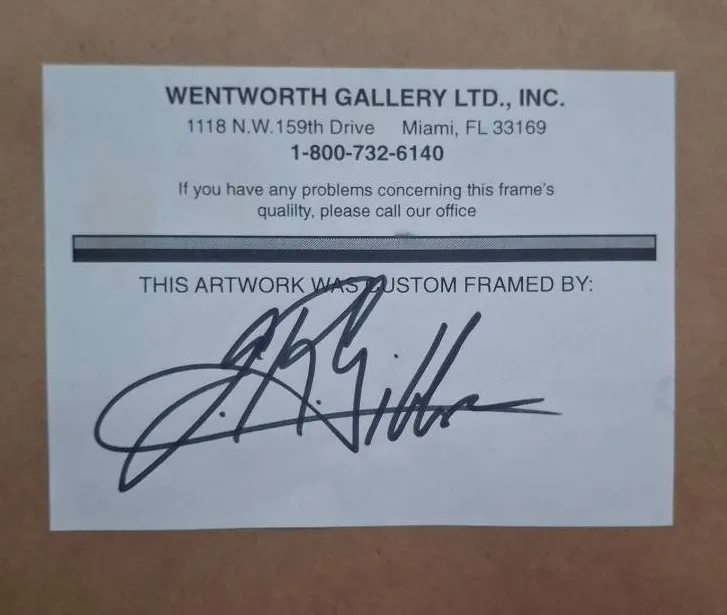 WENTWORTH GALLERY LTD., INC.
1118 N.W.159th Drive Miami, FL 33169
1-800-732-6140
If you have any problems concerning this frame's
qualilty, please call our office
THIS ARTWORK WAS CUSTOM FRAMED BY: